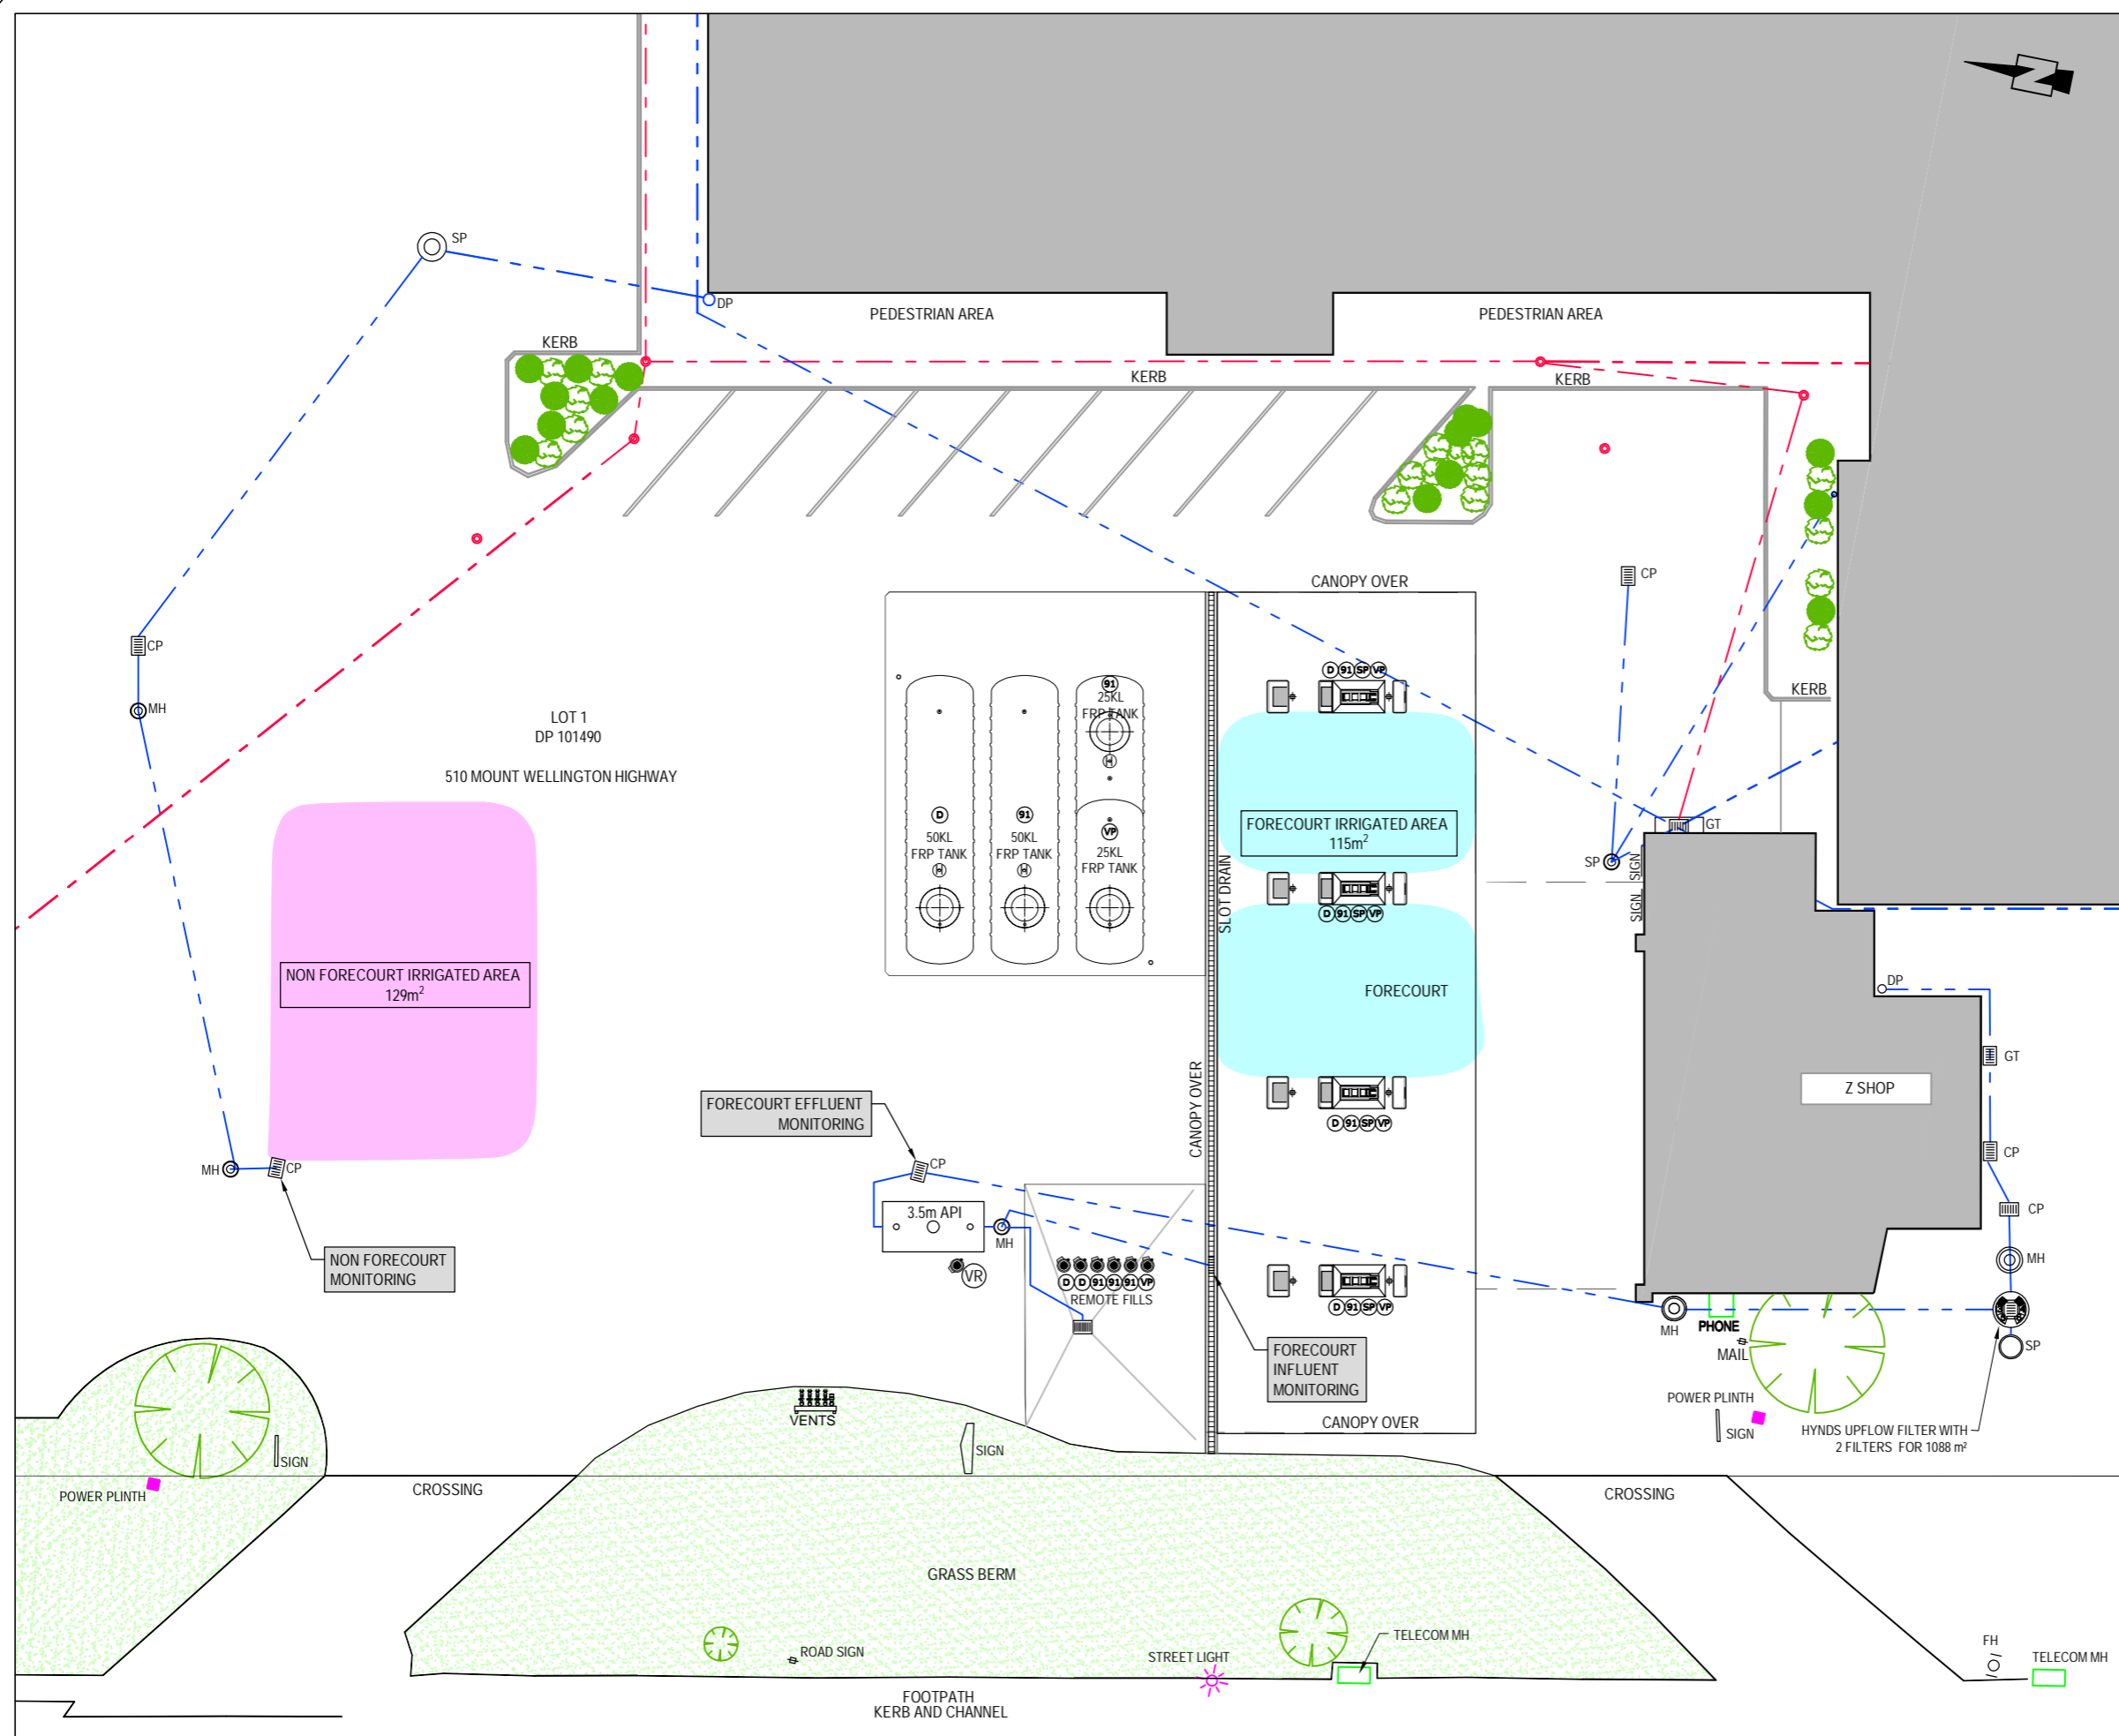 N
SP
DP
PEDESTRIAN AREA
PEDESTRIAN AREA
KERB
KERB
KERB
CANOPY OVER
CP
CP
MH
KERB
LOT 1
DP 101490
510 MOUNT WELLINGTON HIGHWAY
D 91 SP VP
91
25KL
FRP TANK
H
D
50KL
FRP TANK
H
91
50KL
FRP TANK
H
VP
25KL
FRP TANK
FORECOURT IRRIGATED AREA
115m²
GT
SP
SIGN
SIGN
SLOT DRAIN
D 91 SP VP
NON FORECOURT IRRIGATED AREA
129m²
FORECOURT
DP
GT
Z SHOP
CANOPY OVER
FORECOURT EFFLUENT
MONITORING
D 91 SP VP
CP
CP
MH
CP
3.5m API
MH
CP
MH
NON FORECOURT
MONITORING
VR
D D 91 91 91 VP
REMOTE FILLS
D 91 SP VP
MH
PHONE
MAIL
SP
FORECOURT
INFLUENT
MONITORING
POWER PLINTH
SIGN
HYNDS UPFLOW FILTER WITH
2 FILTERS FOR 1088 m²
VENTS
CANOPY OVER
SIGN
SIGN
POWER PLINTH
CROSSING
CROSSING
GRASS BERM
ROAD SIGN
STREET LIGHT
TELECOM MH
FH
TELECOM MH
FOOTPATH
KERB AND CHANNEL